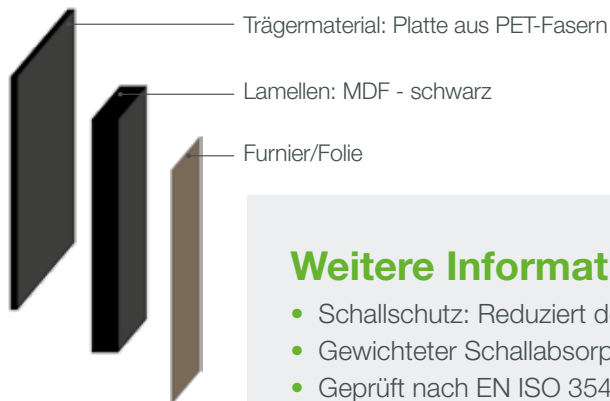 Trägermaterial: Platte aus PET-Fasern
Lamellen: MDF - schwarz
Furnier/Folie
Weitere Informat
• Schallschutz: Reduziert d
• Gewichteter Schallabsorp
• Geprüft nach EN ISO 354